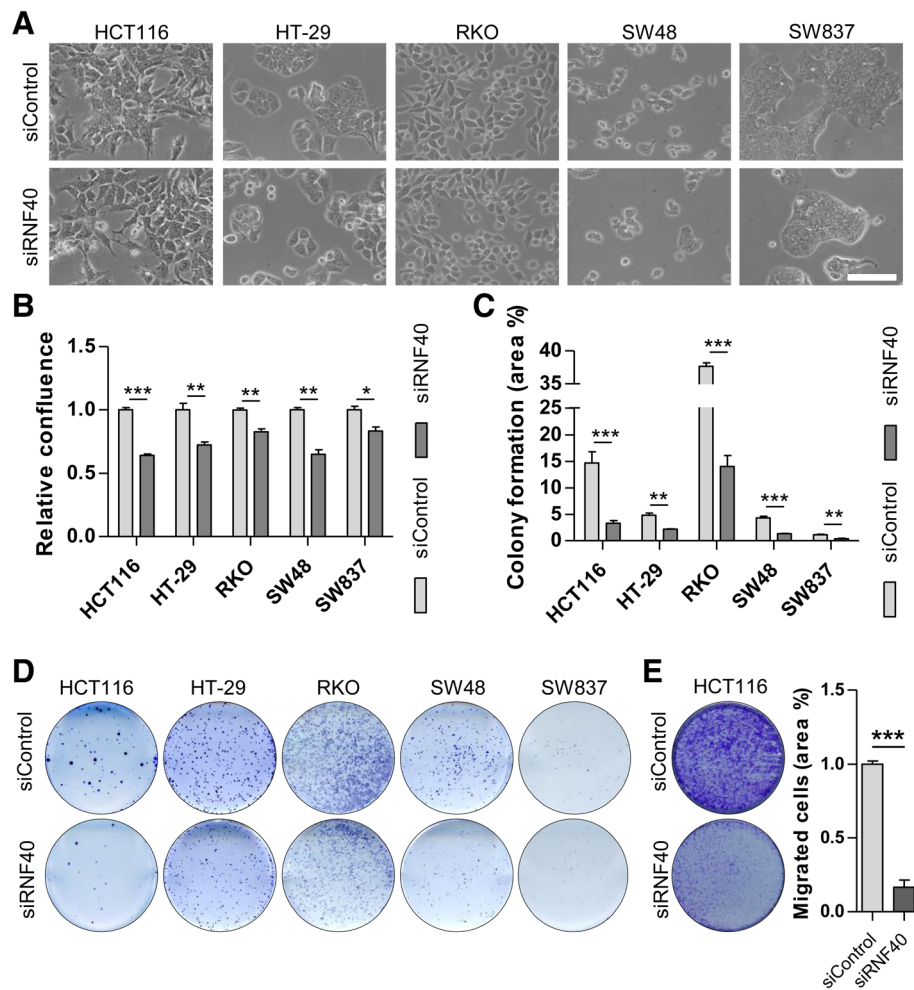 A
HCT116 HT-29 RKO SW48 SW837
siControl
siRNF40
B
Relative confluence
1.5
1.0
0.5
0.0
*** ** ** ** *
HCT116 HT-29 RKO SW48 SW837
siControl siRNF40
C
Colony formation (area %)
40
35
25
20
15
10
5
0
*** ** *** *** **
HCT116 HT-29 RKO SW48 SW837
siControl siRNF40
D
HCT116 HT-29 RKO SW48 SW837
siControl
siRNF40
E
HCT116
siControl
siRNF40
Migrated cells (area %)
1.5
1.0
0.5
0.0
***
siControl siRNF40